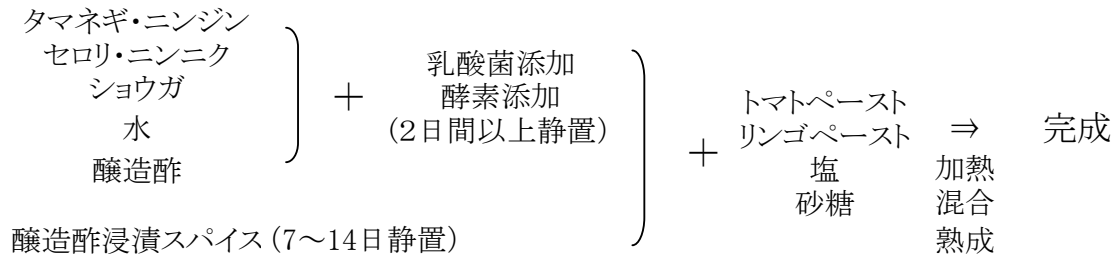 タマネギ・ニンジン
セロリ・ニンニク
ショウガ
水
醸造酢
＋
乳酸菌添加
酵素添加
(2日間以上静置)
醸造酢浸漬スパイス(7～14日静置)
＋
トマトペースト
リンゴペースト
塩
砂糖
⇒
加熱
混合
熟成
完成